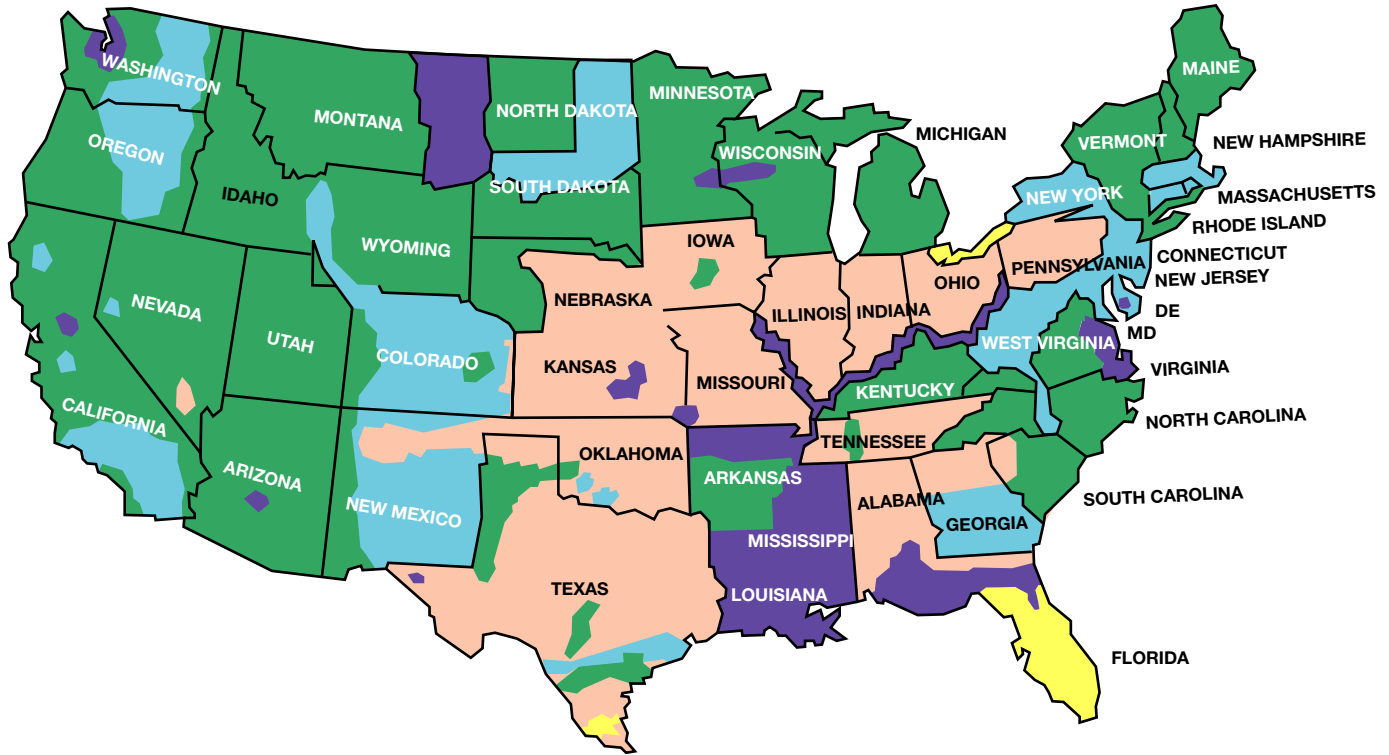 MAINE
WASHINGTON
MONTANA
NORTH DAKOTA
MINNESOTA
MICHIGAN
VERMONT
NEW HAMPSHIRE
OREGON
WISCONSIN
SOUTH DAKOTA
IDAHO
NEW YORK
MASSACHUSETTS
RHODE ISLAND
WYOMING
IOWA
CONNECTICUT
PENNSYLVANIA
NEW JERSEY
NEVADA
NEBRASKA
OHIO
DE
ILLINOIS
INDIANA
MD
UTAH
COLORADO
KANSAS
MISSOURI
WEST VIRGINIA
VIRGINIA
KENTUCKY
CALIFORNIA
NORTH CAROLINA
TENNESSEE
OKLAHOMA
ARIZONA
ARKANSAS
SOUTH CAROLINA
NEW MEXICO
ALABAMA
GEORGIA
MISSISSIPPI
TEXAS
LOUISIANA
FLORIDA